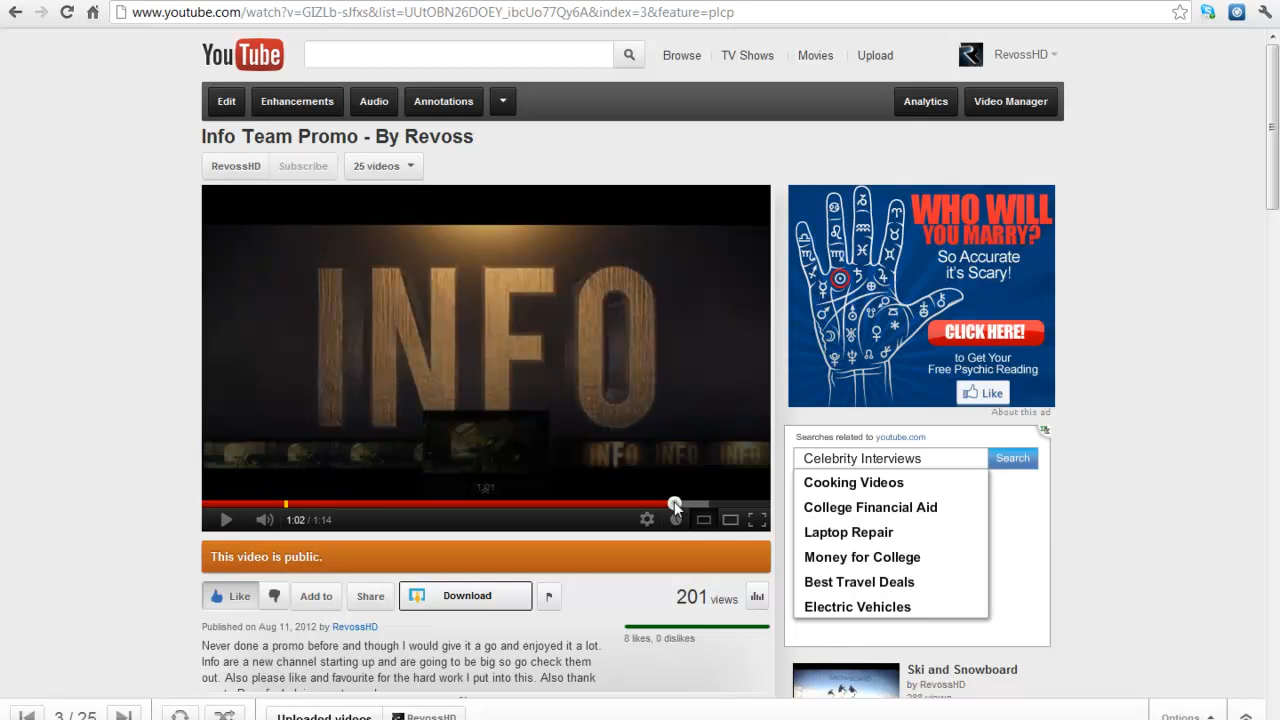 www.youtube.com/watch?v=GIZLb-sJfxs&list=UUtOBN26DOEY_ibcUo77Qy6A&index=3&feature=plcp
YouTube
Browse TV Shows Movies Upload RevossHD
Edit Enhancements Audio Annotations Analytics Video Manager
Info Team Promo - By Revoss
RevossHD Subscribe 25 videos
INFO
1:01
1:02 / 1:14
WHO WILL
YOU MARRY?
So Accurate
it's Scary!
CLICK HERE!
to Get Your
Free Psychic Reading
Like
About this ad
Searches related to youtube.com
Celebrity Interviews Search
Cooking Videos
College Financial Aid
Laptop Repair
Money for College
Best Travel Deals
Electric Vehicles
This video is public.
Like Add to Share Download 201 views
Published on Aug 11, 2012 by RevossHD
8 likes, 0 dislikes
Never done a promo before and though I would give it a go and enjoyed it a lot.
Info are a new channel starting up and are going to be big so go check them
out. Also please like and favourite for the hard work I put into this. Also thank
Ski and Snowboard
by RevossHD
3 / 25 Uploaded videos RevossHD Options